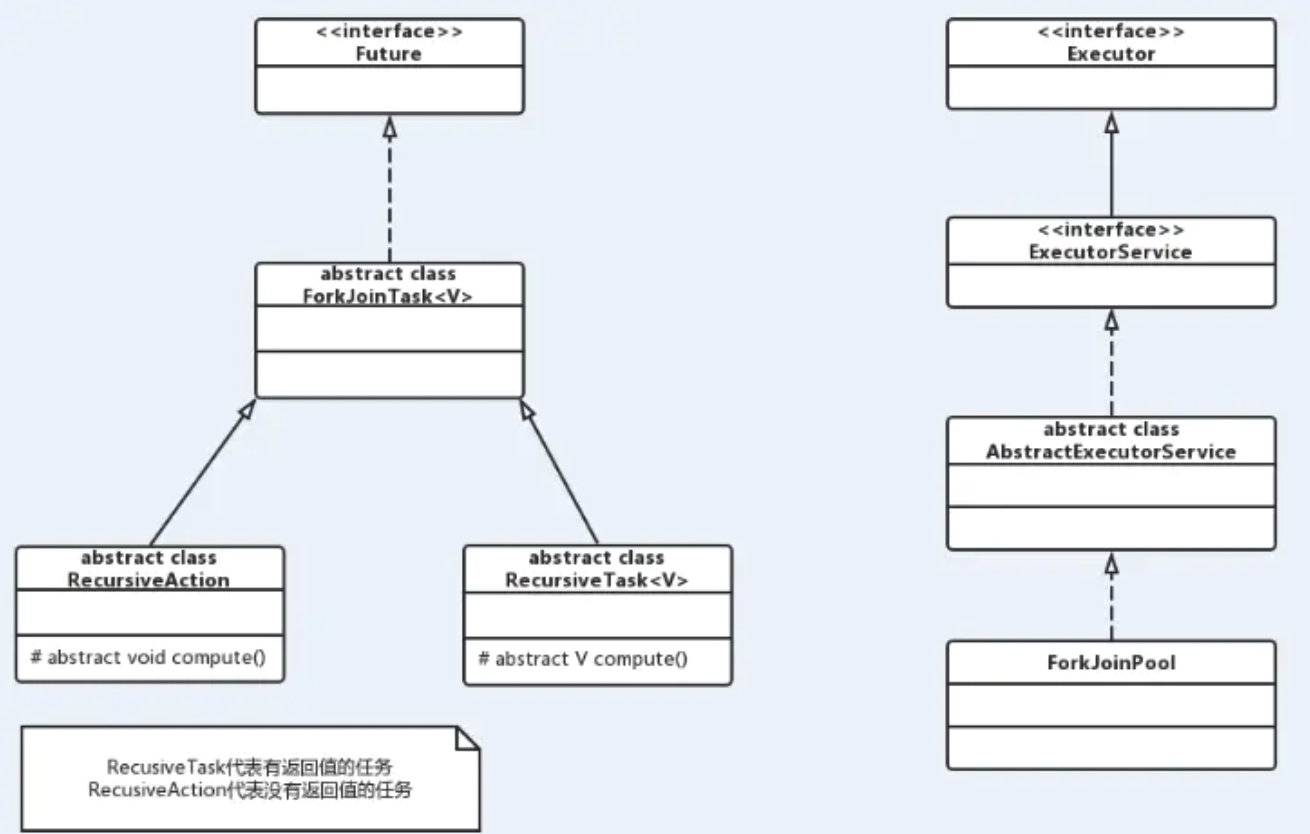 <<interface>>
Future
<<interface>>
Executor
<<interface>>
ExecutorService
abstract class
ForkJoinTask<V>
abstract class
AbstractExecutorService
abstract class
RecursiveAction
# abstract void compute()
abstract class
RecursiveTask<V>
# abstract V compute()
ForkJoinPool
RecusiveTask代表有返回值的任务
RecusiveAction代表没有返回值的任务